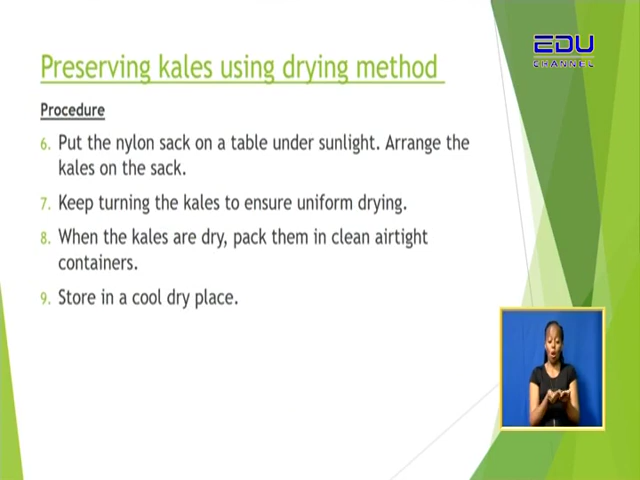 EDU
CHANNEL
Preserving kales using drying method
Procedure
6. Put the nylon sack on a table under sunlight. Arrange the
kales on the sack.
7. Keep turning the kales to ensure uniform drying.
8. When the kales are dry, pack them in clean airtight
containers.
9. Store in a cool dry place.